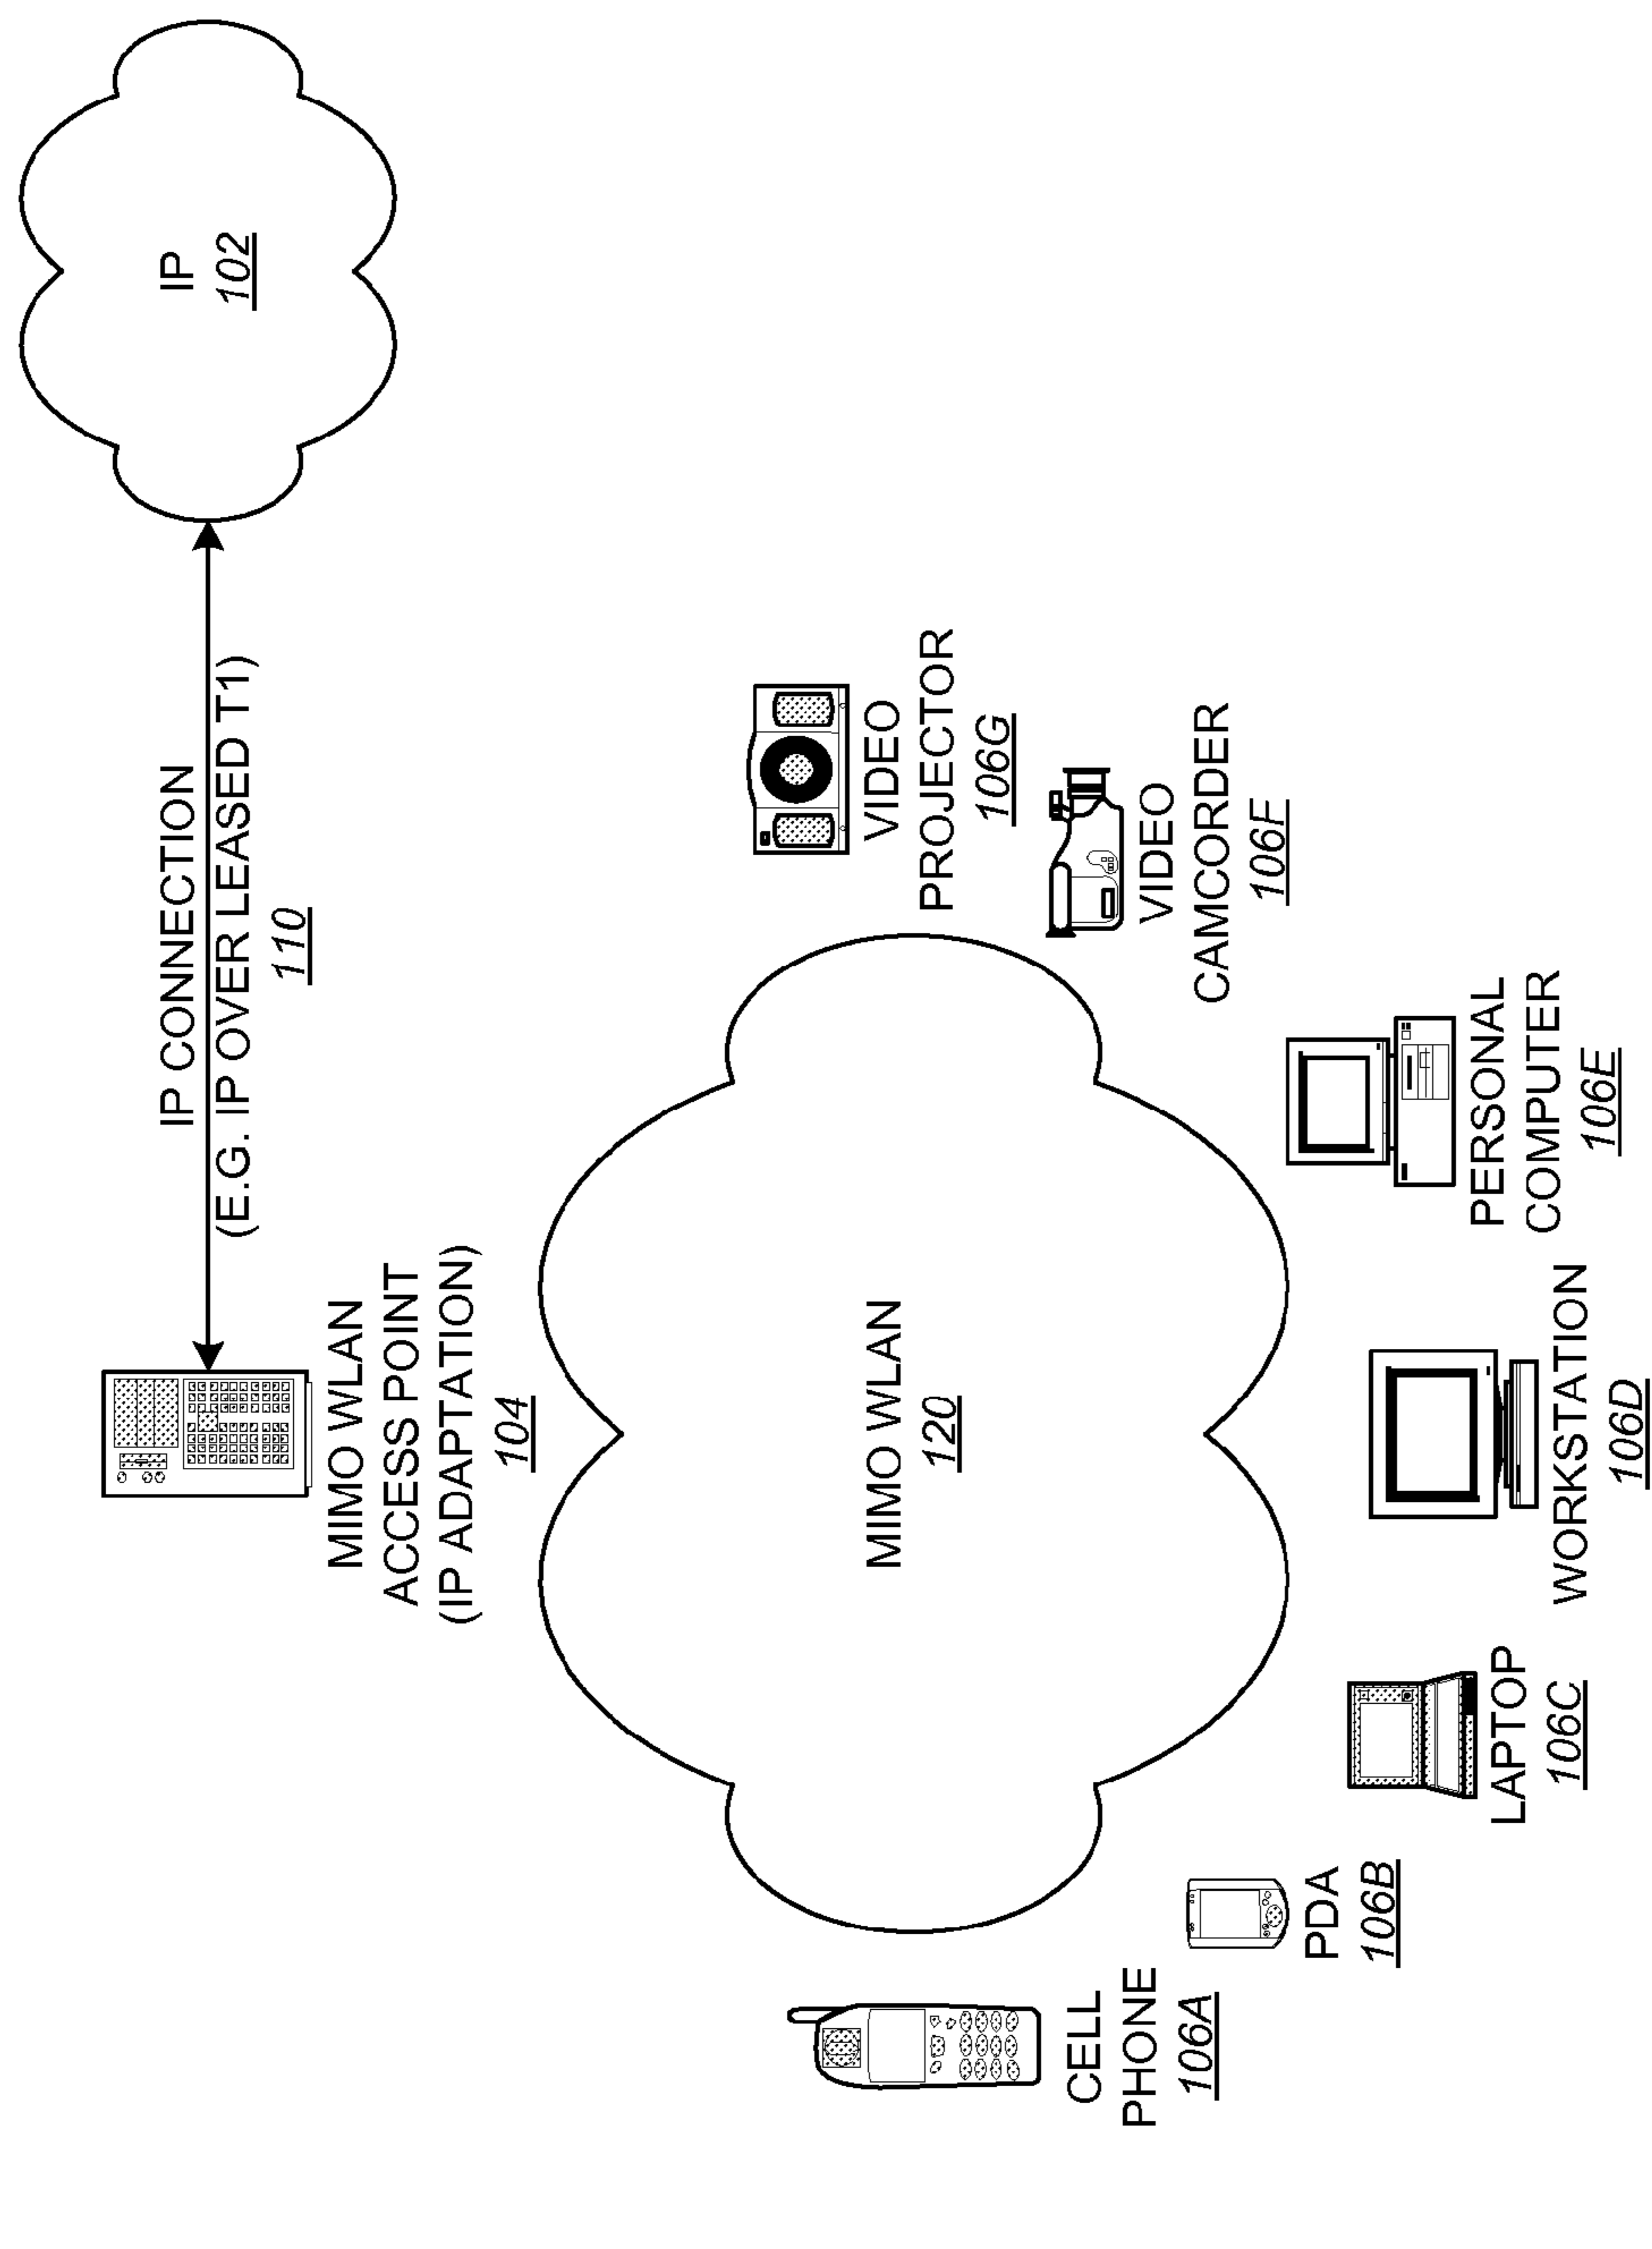 IP
102
IP CONNECTION
(E.G. IP OVER LEASED T1)
110
MIMO WLAN
ACCESS POINT
(IP ADAPTATION)
104
MIMO WLAN
120
CELL
PHONE
106A
PDA
106B
LAPTOP
106C
WORKSTATION
106D
PERSONAL
COMPUTER
106E
VIDEO
CAMCORDER
106F
VIDEO
PROJECTOR
106G